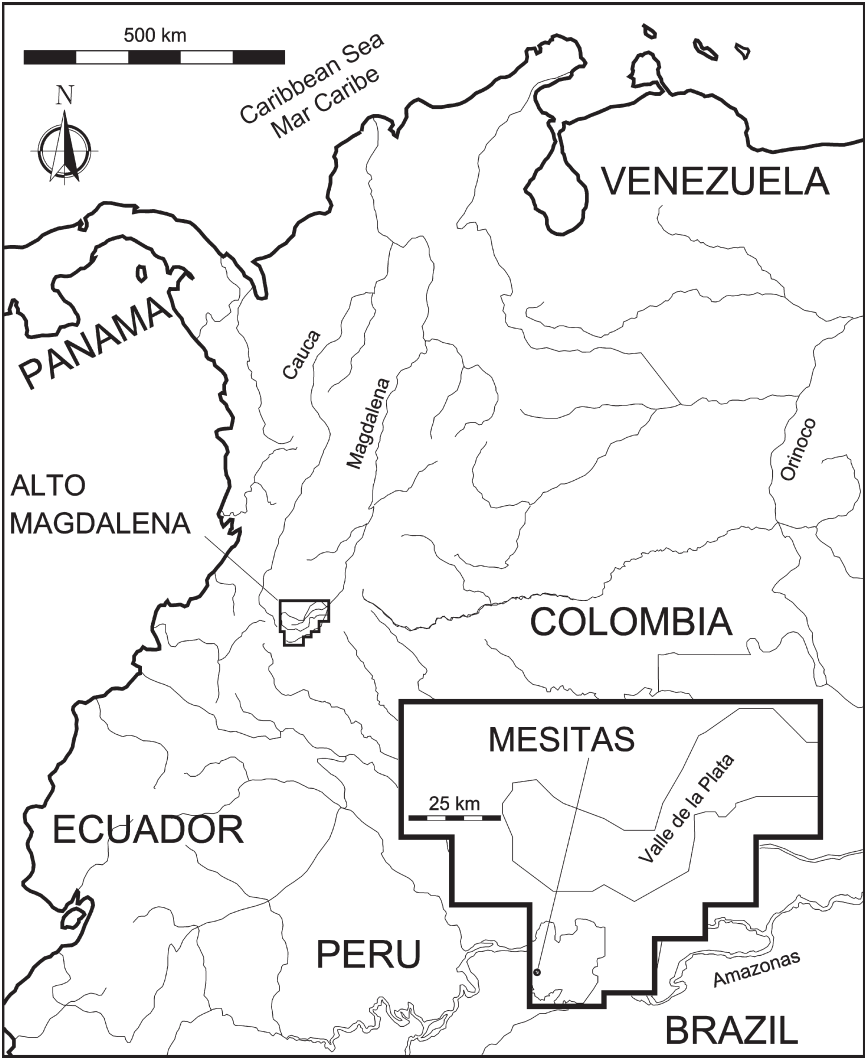 500 km
Caribbean Sea
Mar Caribe
N
VENEZUELA
PANAMA
Cauca
Magdalena
Orinoco
ALTO
MAGDALENA
COLOMBIA
MESITAS
25 km
Valle de la Plata
ECUADOR
PERU
Amazonas
BRAZIL